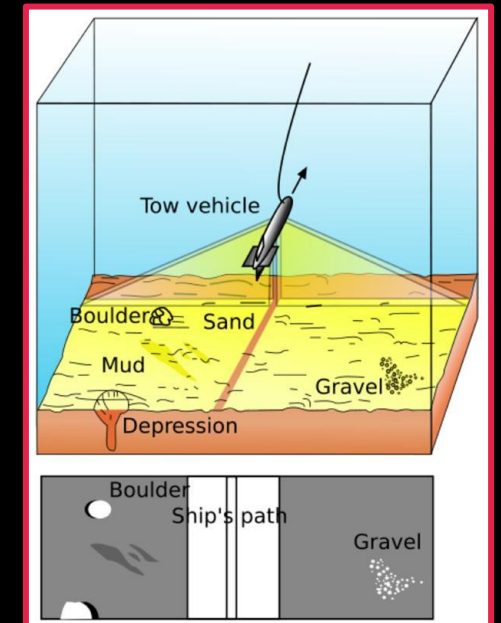 Tow vehicle
Boulder
Sand
Mud
Gravel
Depression
Boulder
Ship's path
Gravel